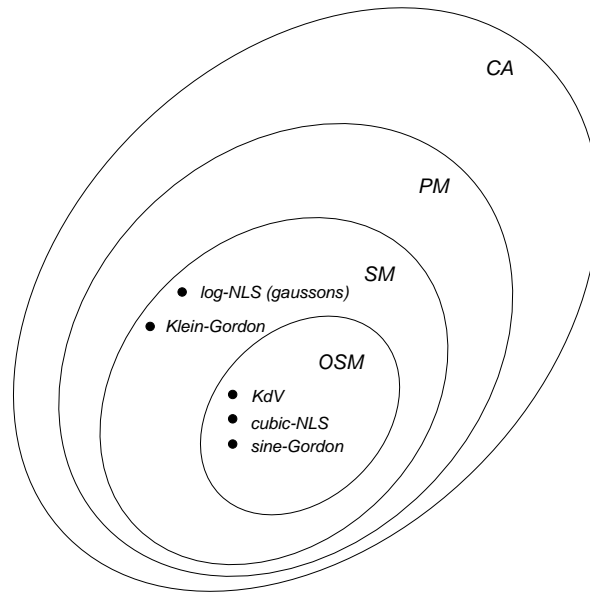 CA
PM
SM
log-NLS (gaussons)
Klein-Gordon
OSM
KdV
cubic-NLS
sine-Gordon